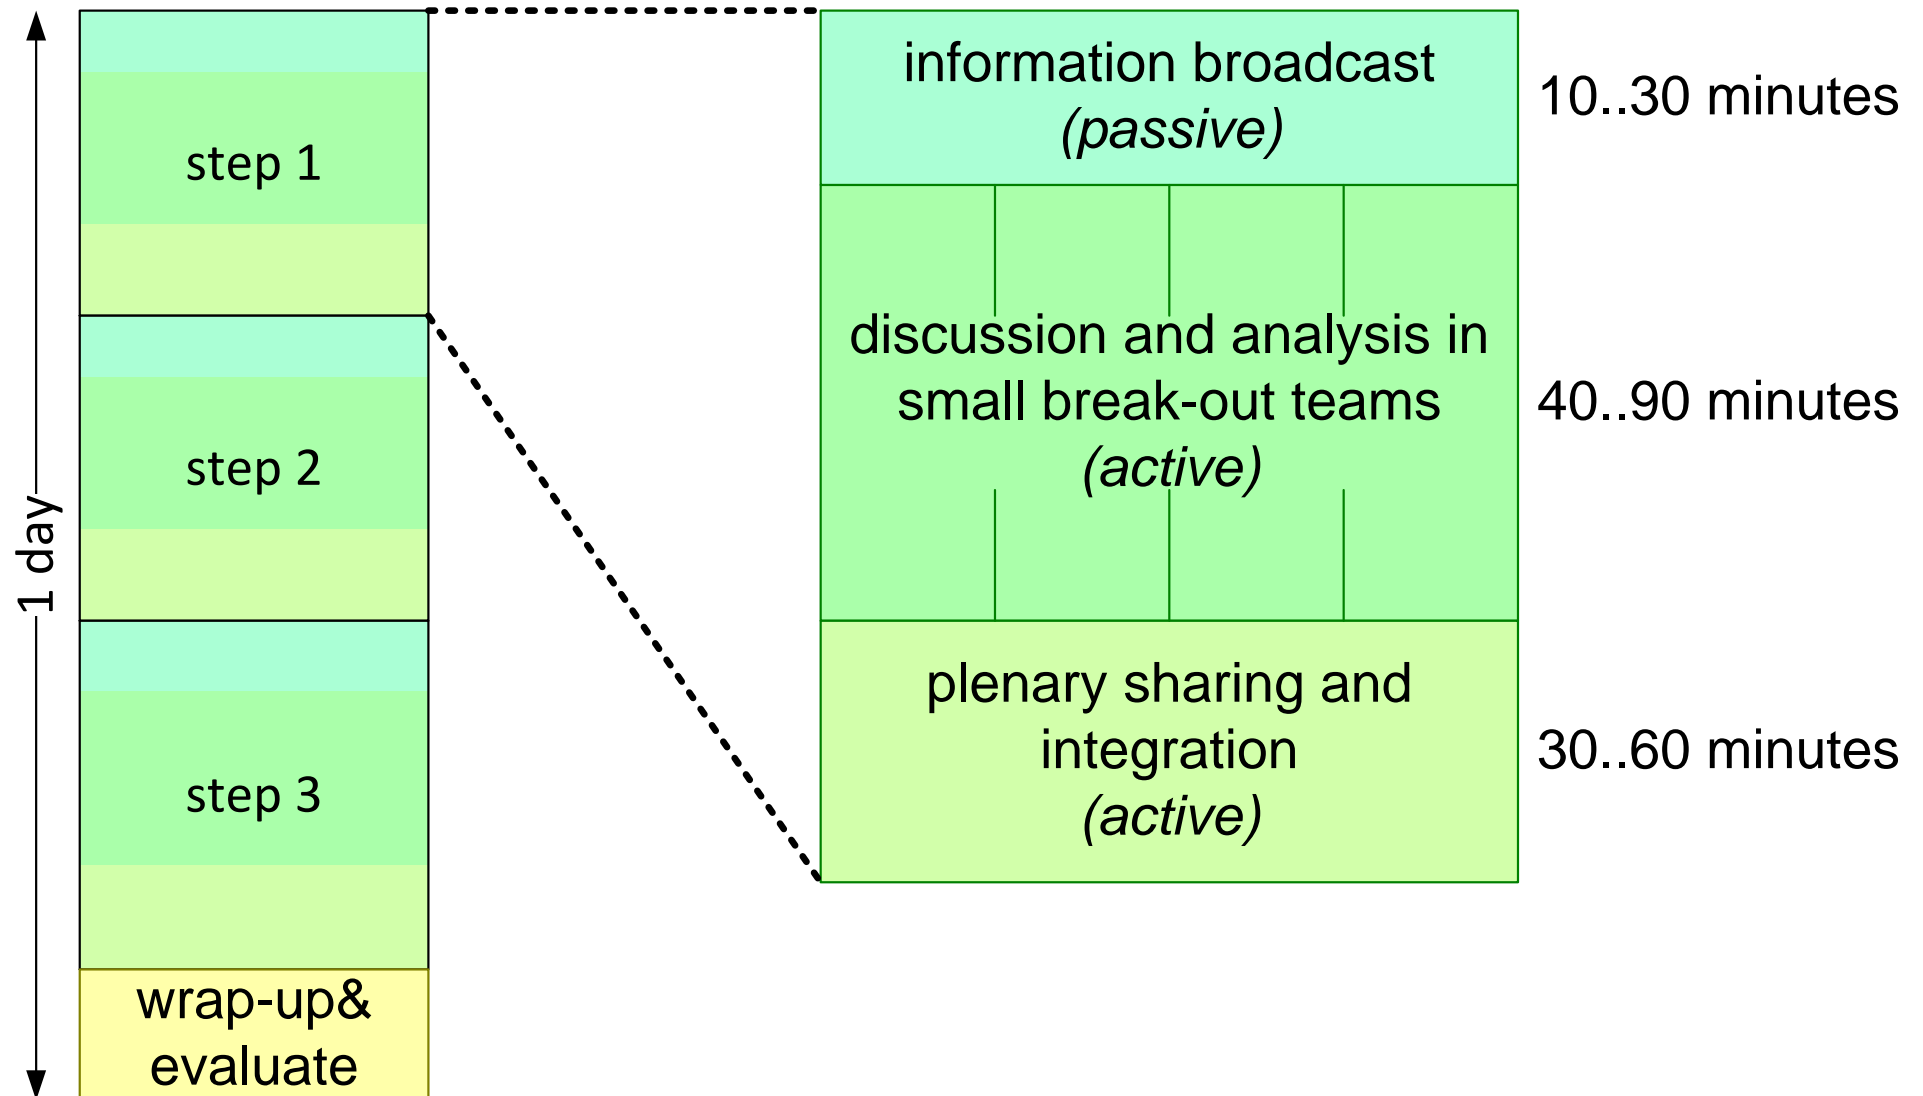 1 day
step 1
step 2
step 3
wrap-up&
evaluate
information broadcast
(passive)
10..30 minutes
discussion and analysis in
small break-out teams
(active)
40..90 minutes
plenary sharing and
integration
(active)
30..60 minutes